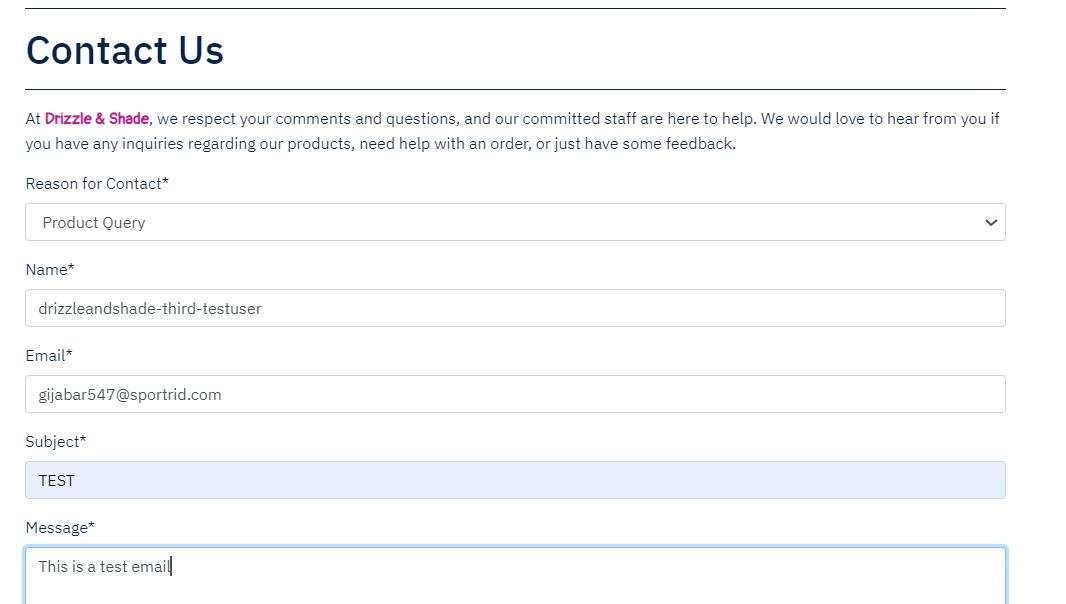 Contact Us
At Drizzle & Shade, we respect your comments and questions, and our committed staff are here to help. We would love to hear from you if
you have any inquiries regarding our products, need help with an order, or just have some feedback.
Reason for Contact*
Product Query
Name*
drizzleandshade-third-testuser
Email*
gijabar547@sportrid.com
Subject*
TEST
Message*
This is a test email